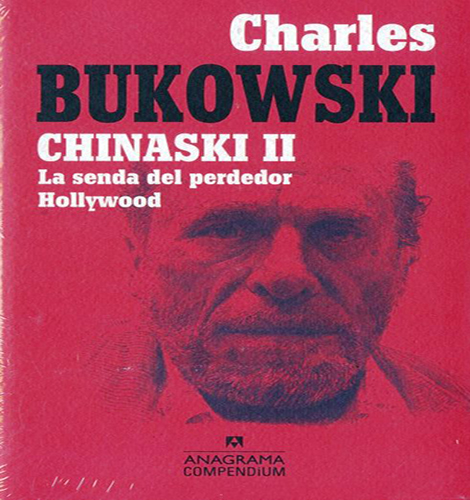 Charles
BUKOWSKI
CHINASKI II
La senda del perdedor
Hollywood
ANAGRAMA
COMPENDIUM